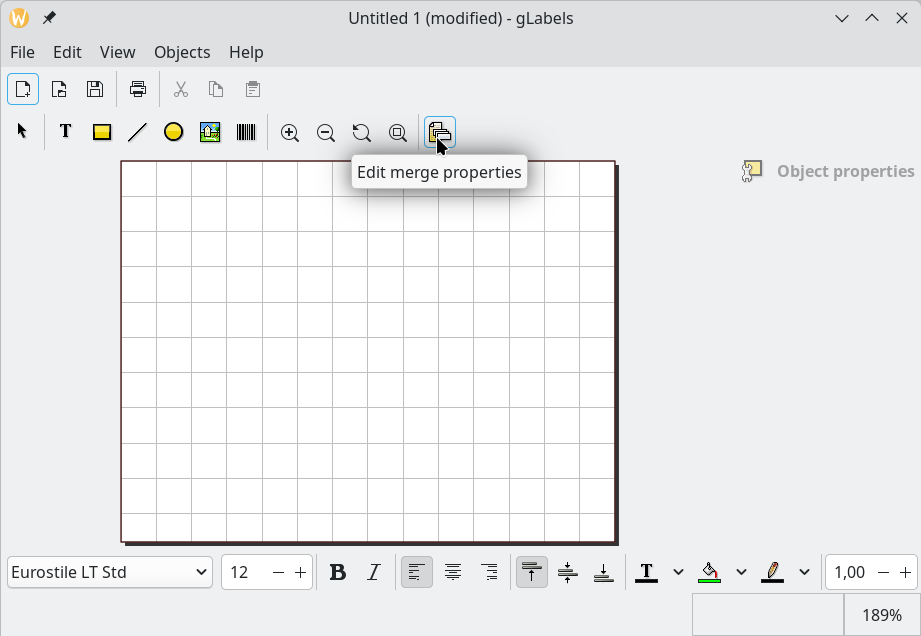 Untitled 1 (modified) - gLabels
File Edit View Objects Help
T
Edit merge properties
Object properties
Eurostile LT Std 12 B I T 1,00
189%